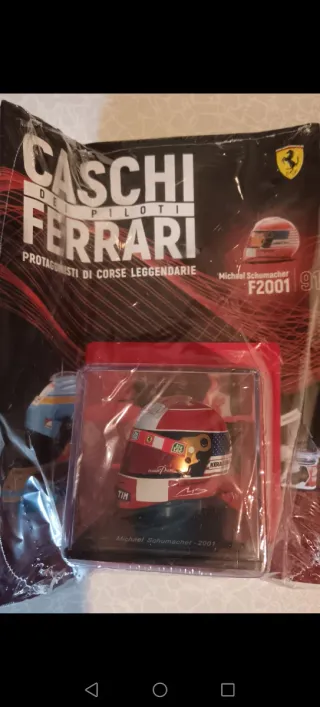 CASCHI
DEI PILOTI
FERRARI
PROTAGONISTI DI CORSE LEGGENDARIE
Michael Schumacher
F2001
91
TIM
Michael Schumacher - 2001